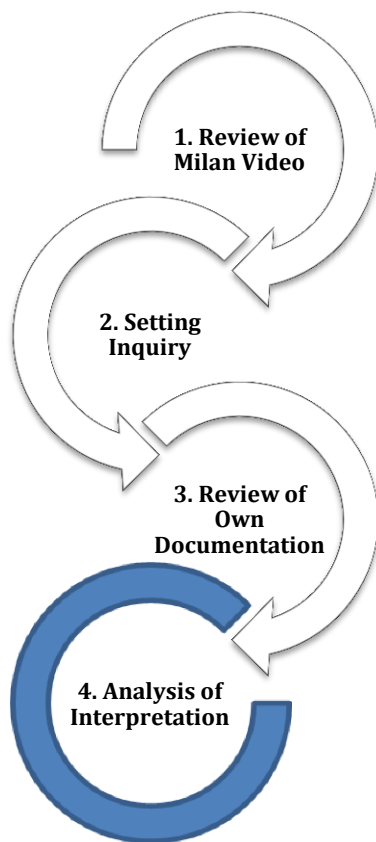 1. Review of
Milan Video
2. Setting
Inquiry
3. Review of
Own
Documentation
4. Analysis of
Interpretation